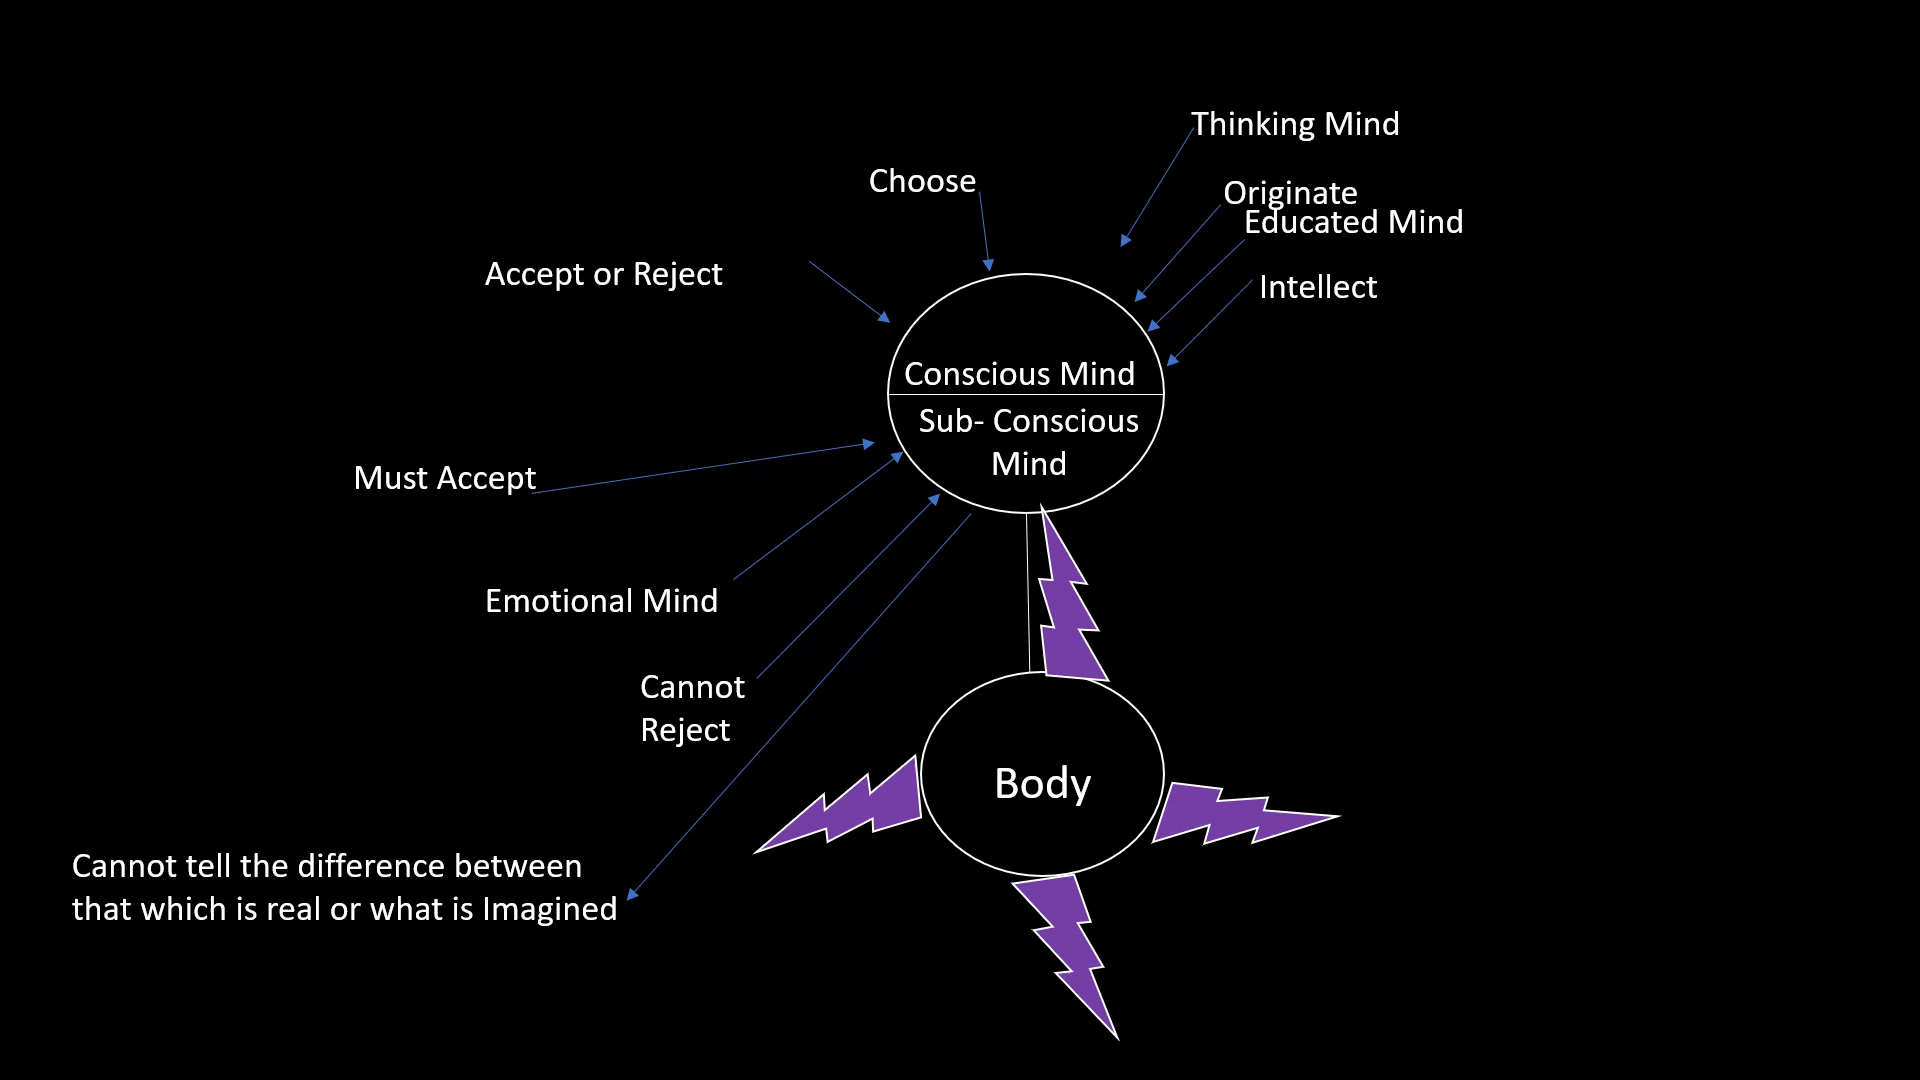 Thinking Mind
Choose
Originate
Educated Mind
Accept or Reject
Intellect
Conscious Mind
Sub- Conscious
Mind
Must Accept
Emotional Mind
Cannot
Reject
Body
Cannot tell the difference between
that which is real or what is Imagined